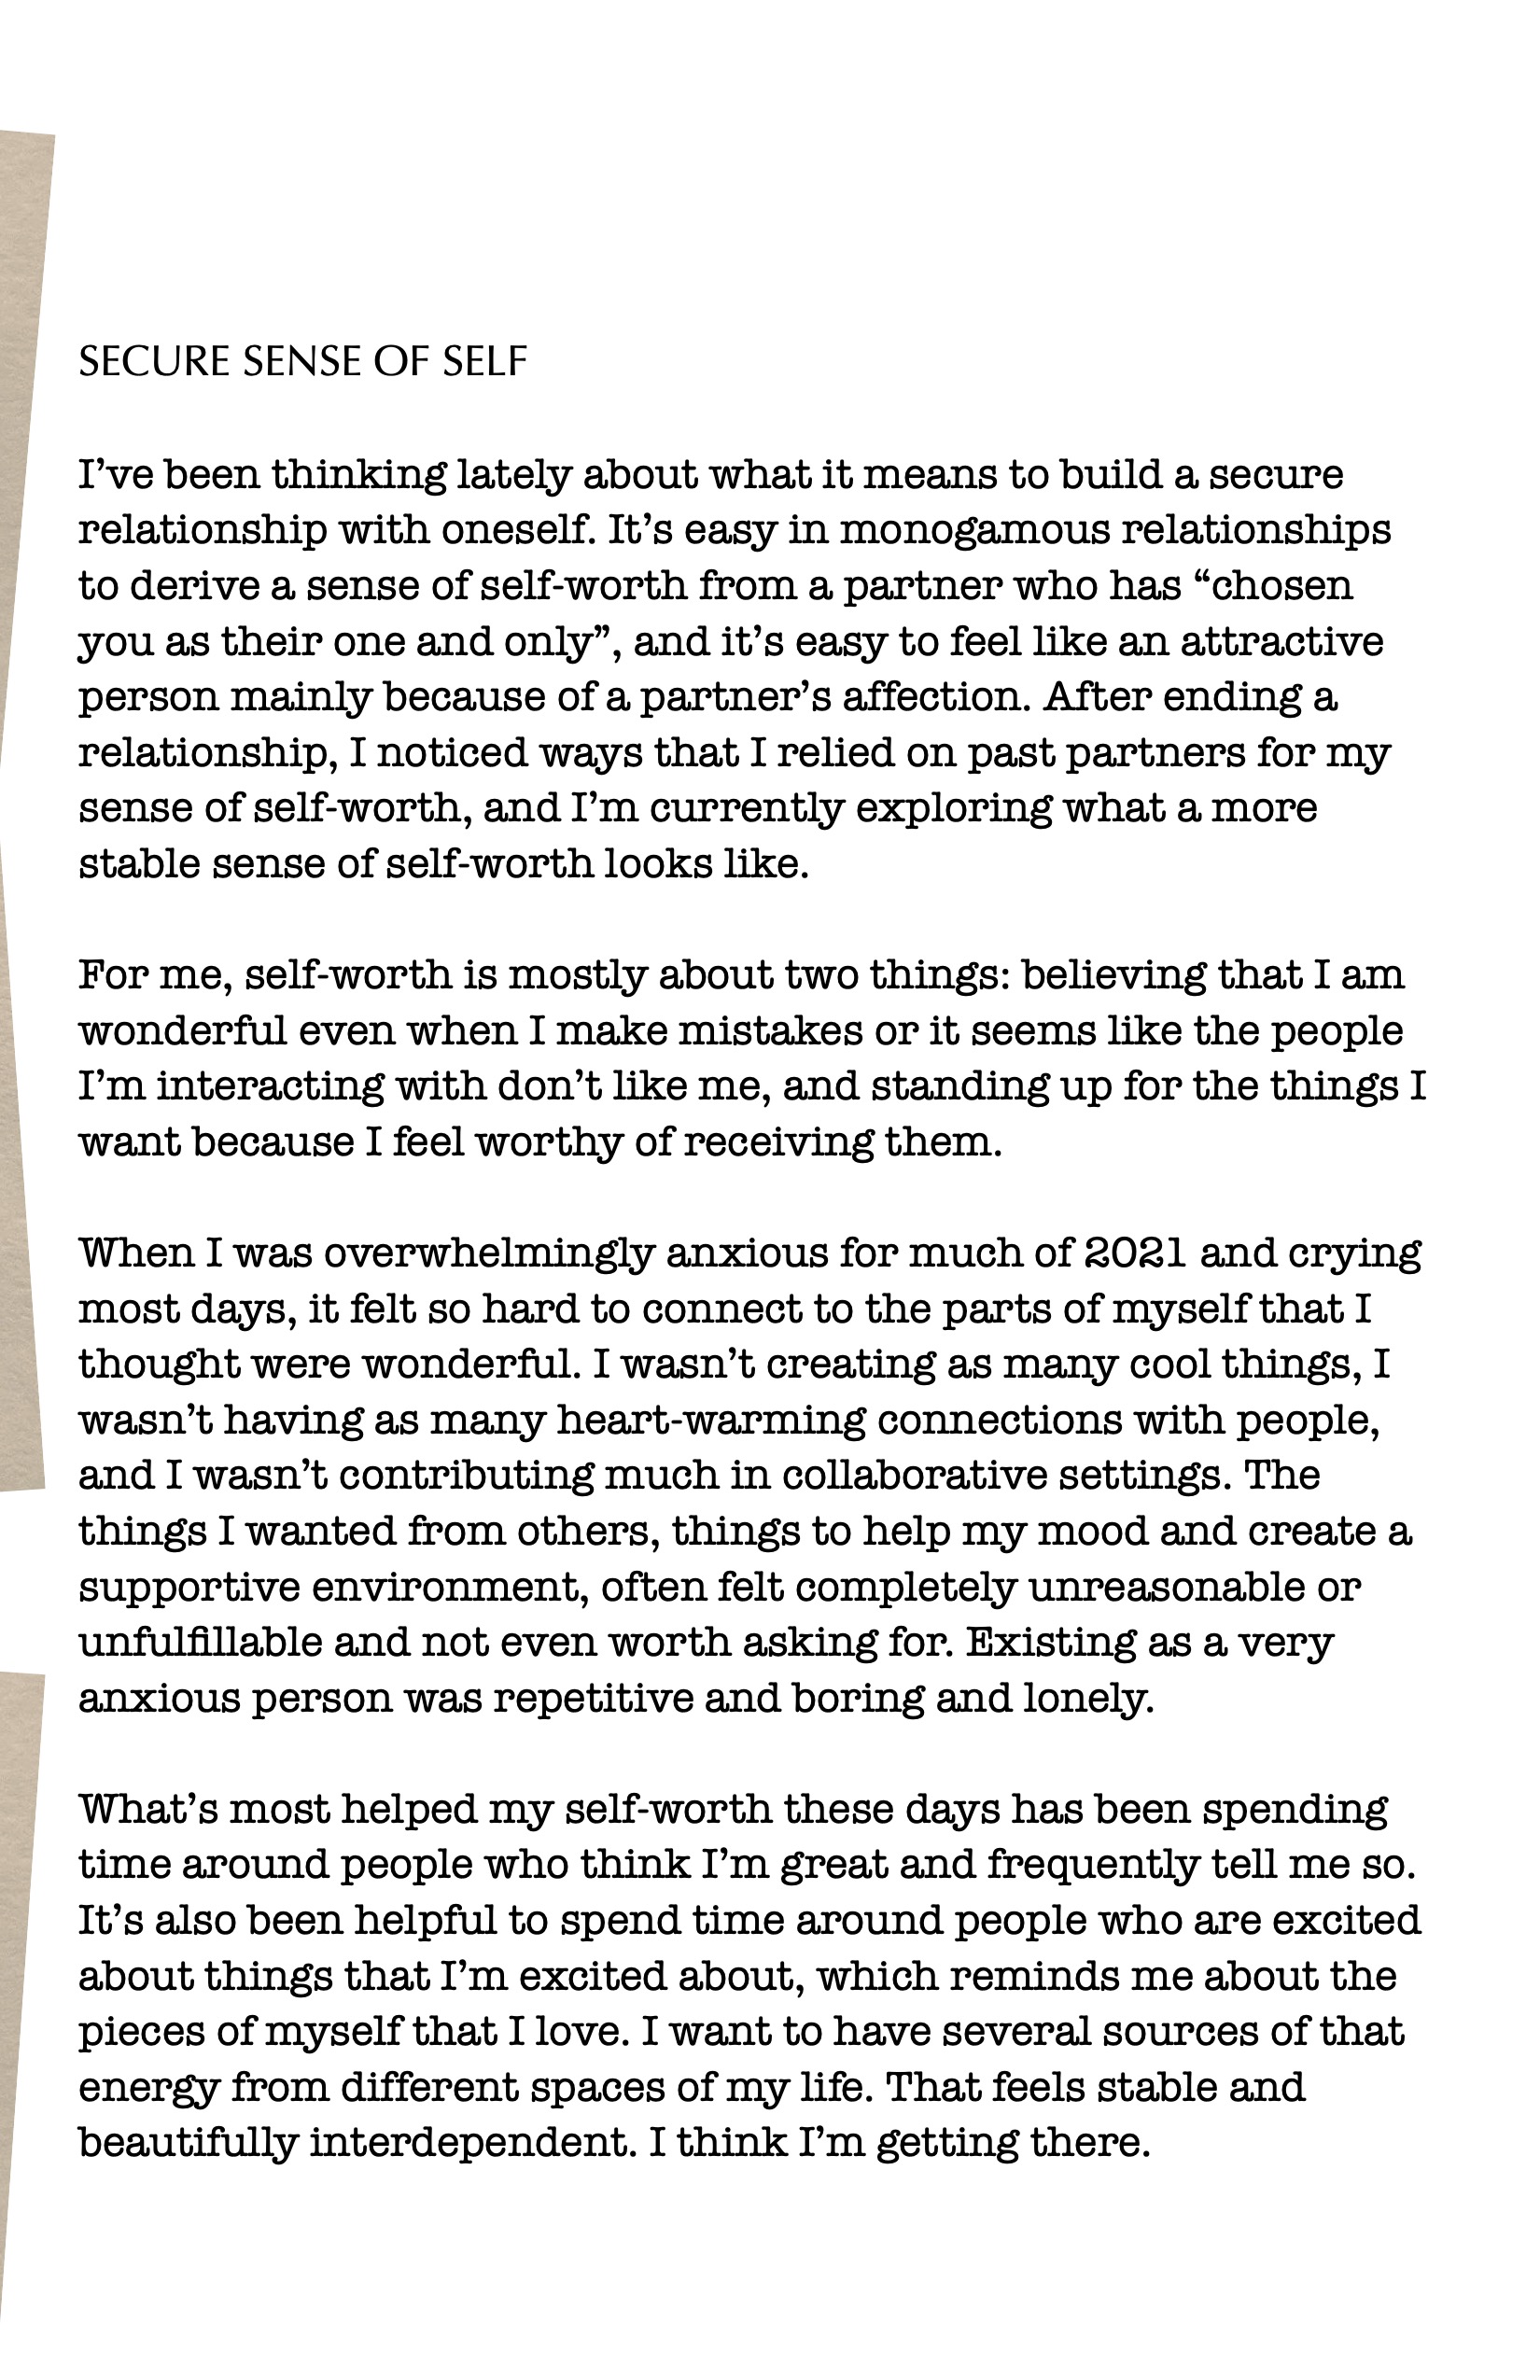 SECURE SENSE OF SELF
I’ve been thinking lately about what it means to build a secure
relationship with oneself. It’s easy in monogamous relationships
to derive a sense of self-worth from a partner who has “chosen
you as their one and only”, and it’s easy to feel like an attractive
person mainly because of a partner’s affection. After ending a
relationship, I noticed ways that I relied on past partners for my
sense of self-worth, and I’m currently exploring what a more
stable sense of self-worth looks like.
For me, self-worth is mostly about two things: believing that I am
wonderful even when I make mistakes or it seems like the people
I’m interacting with don’t like me, and standing up for the things I
want because I feel worthy of receiving them.
When I was overwhelmingly anxious for much of 2021 and crying
most days, it felt so hard to connect to the parts of myself that I
thought were wonderful. I wasn’t creating as many cool things, I
wasn’t having as many heart-warming connections with people,
and I wasn’t contributing much in collaborative settings. The
things I wanted from others, things to help my mood and create a
supportive environment, often felt completely unreasonable or
unfulfillable and not even worth asking for. Existing as a very
anxious person was repetitive and boring and lonely.
What’s most helped my self-worth these days has been spending
time around people who think I’m great and frequently tell me so.
It’s also been helpful to spend time around people who are excited
about things that I’m excited about, which reminds me about the
pieces of myself that I love. I want to have several sources of that
energy from different spaces of my life. That feels stable and
beautifully interdependent. I think I’m getting there.